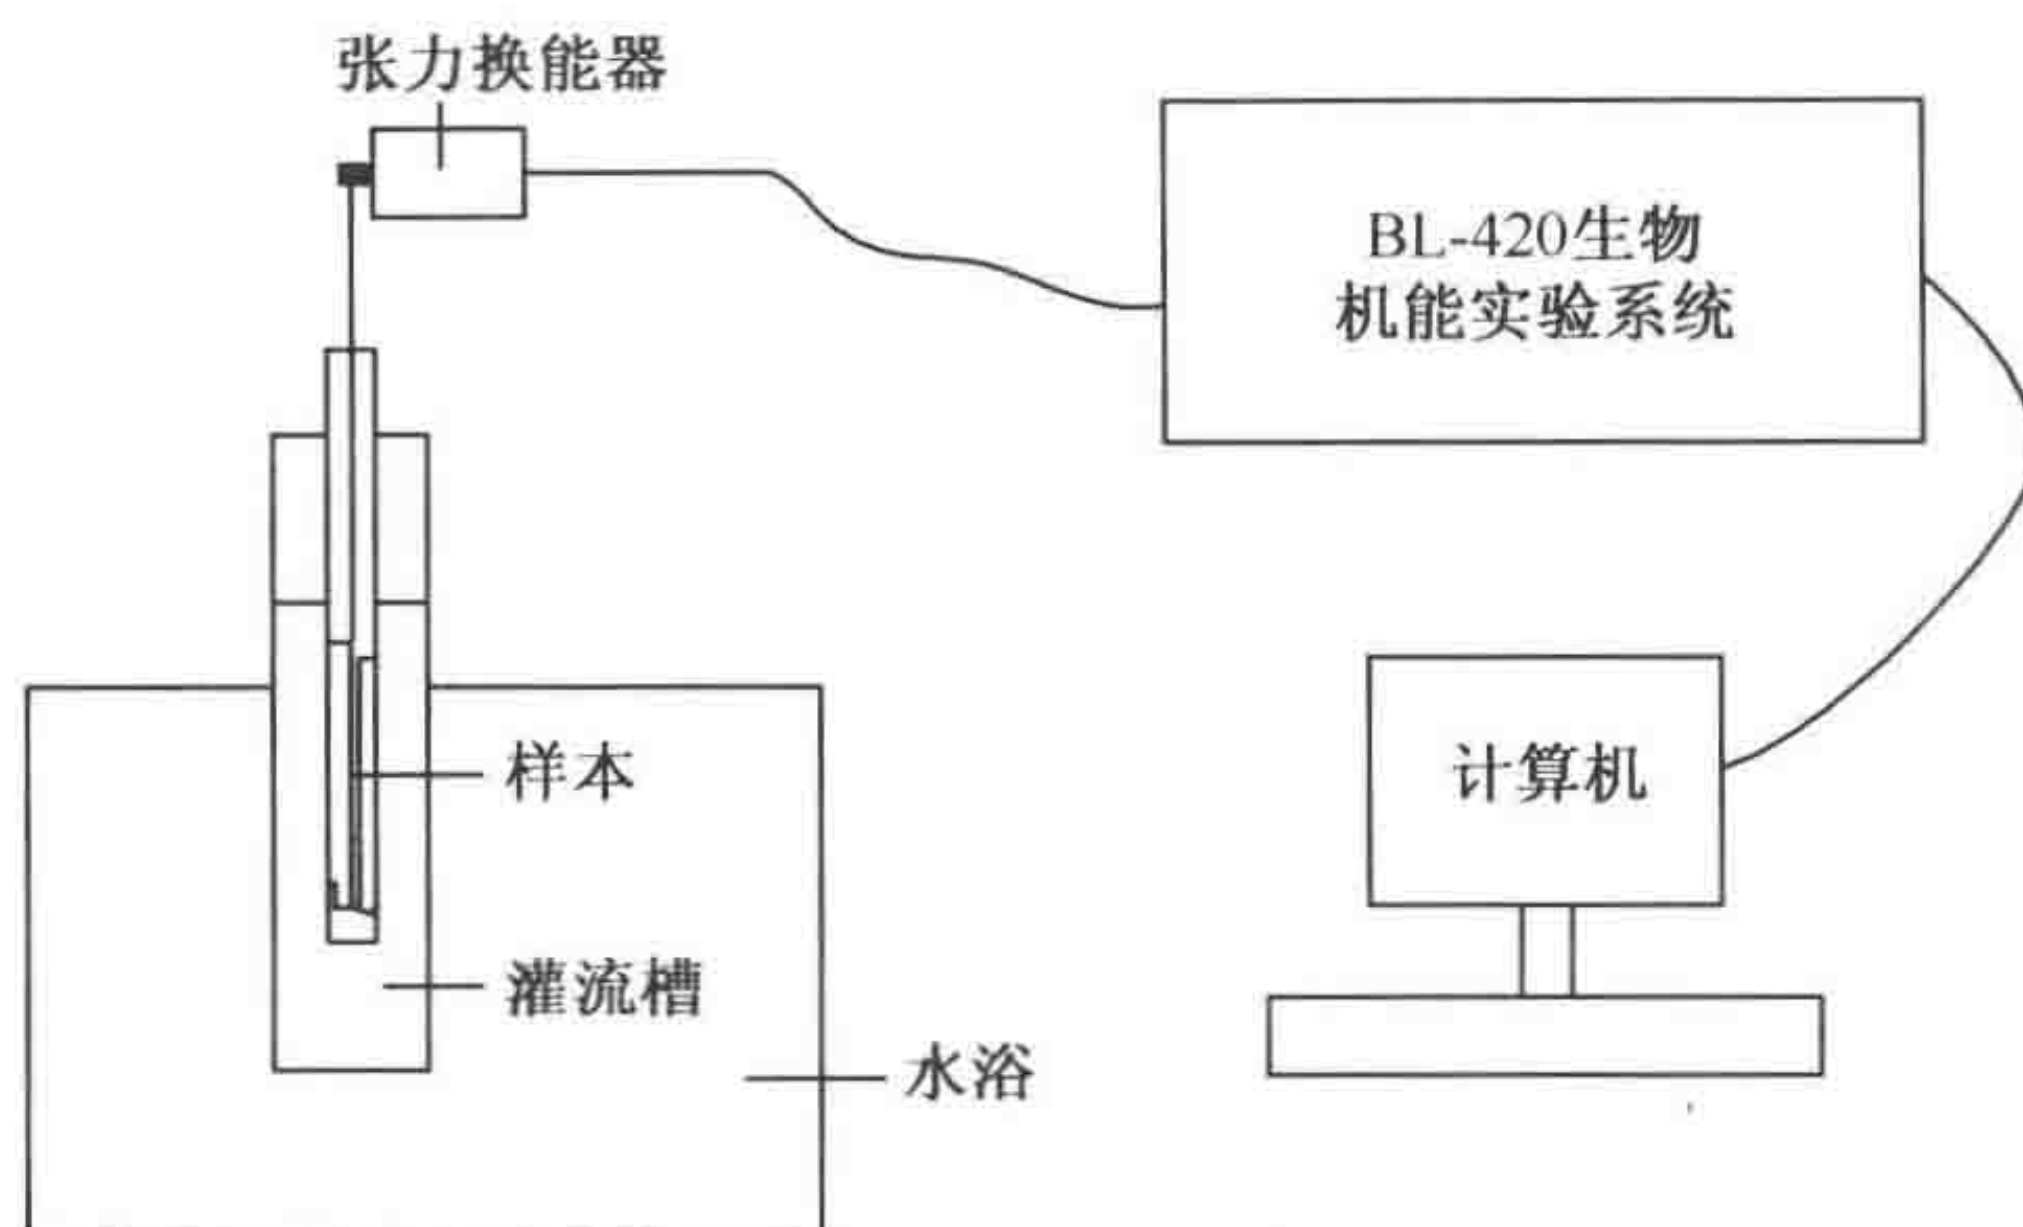 张力换能器
BL-420生物
机能实验系统
计算机
样本
灌流槽
水浴